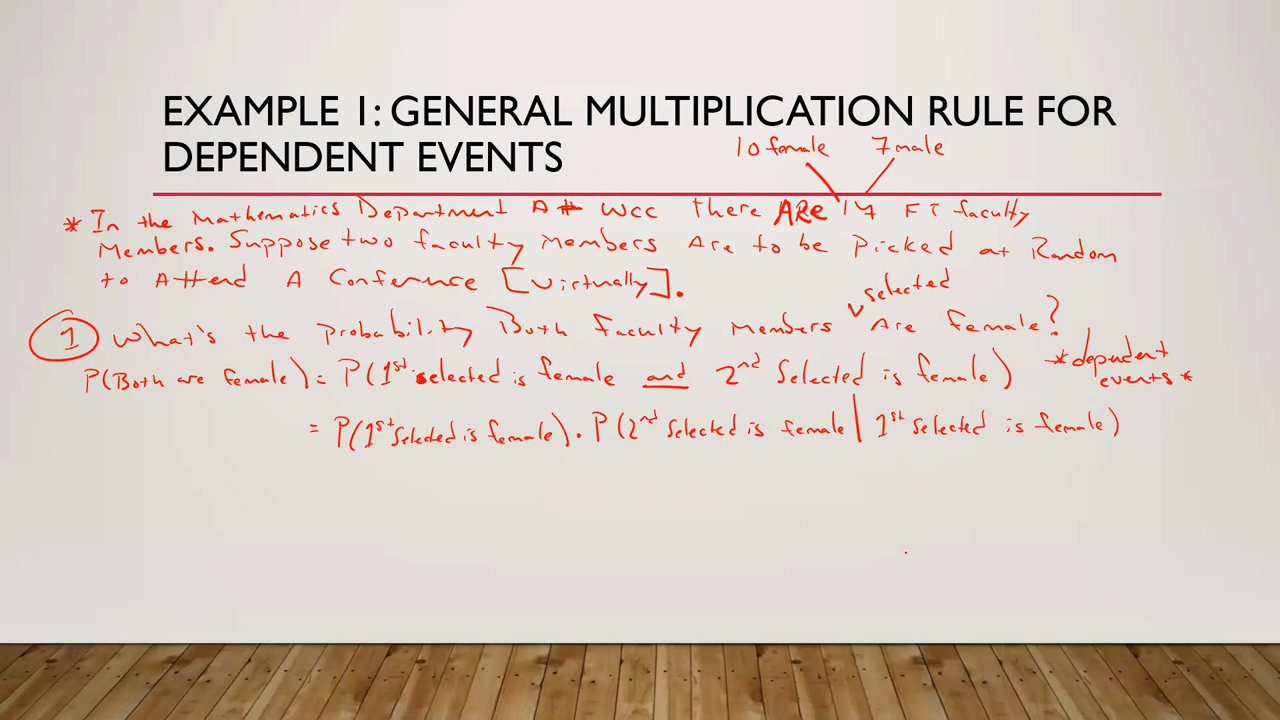 EXAMPLE 1: GENERAL MULTIPLICATION RULE FOR
DEPENDENT EVENTS
10 female 7 male
* In the Mathematics Department At WCC there ARe 17 FT faculty
Members. Suppose two faculty Members Are to be Picked at Random
to Attend A Conference [virtually].
selected
1 What's the probability Both Faculty Members ˅ Are female?
P(Both are female) = P(1st selected is female and 2nd Selected is female) *dependent
events*
= P(1st Selected is female) · P(2nd Selected is female | 1st Selected is female)